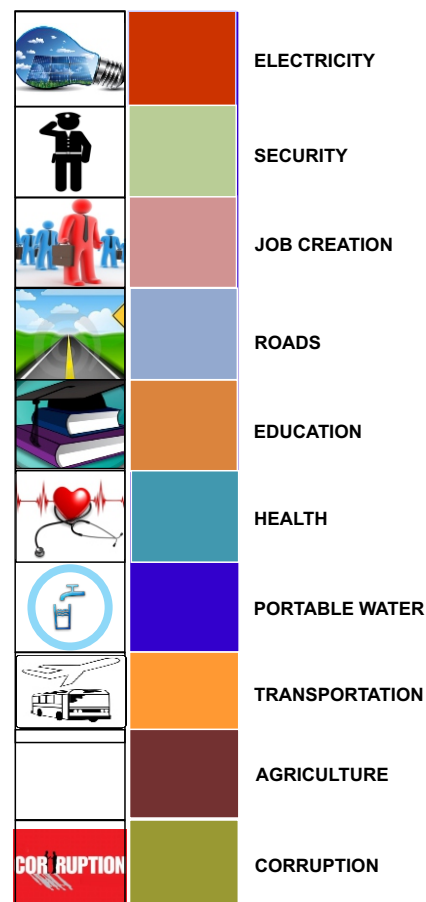 ELECTRICITY
SECURITY
JOB CREATION
ROADS
EDUCATION
HEALTH
PORTABLE WATER
TRANSPORTATION
AGRICULTURE
CORRUPTION CORRUPTION